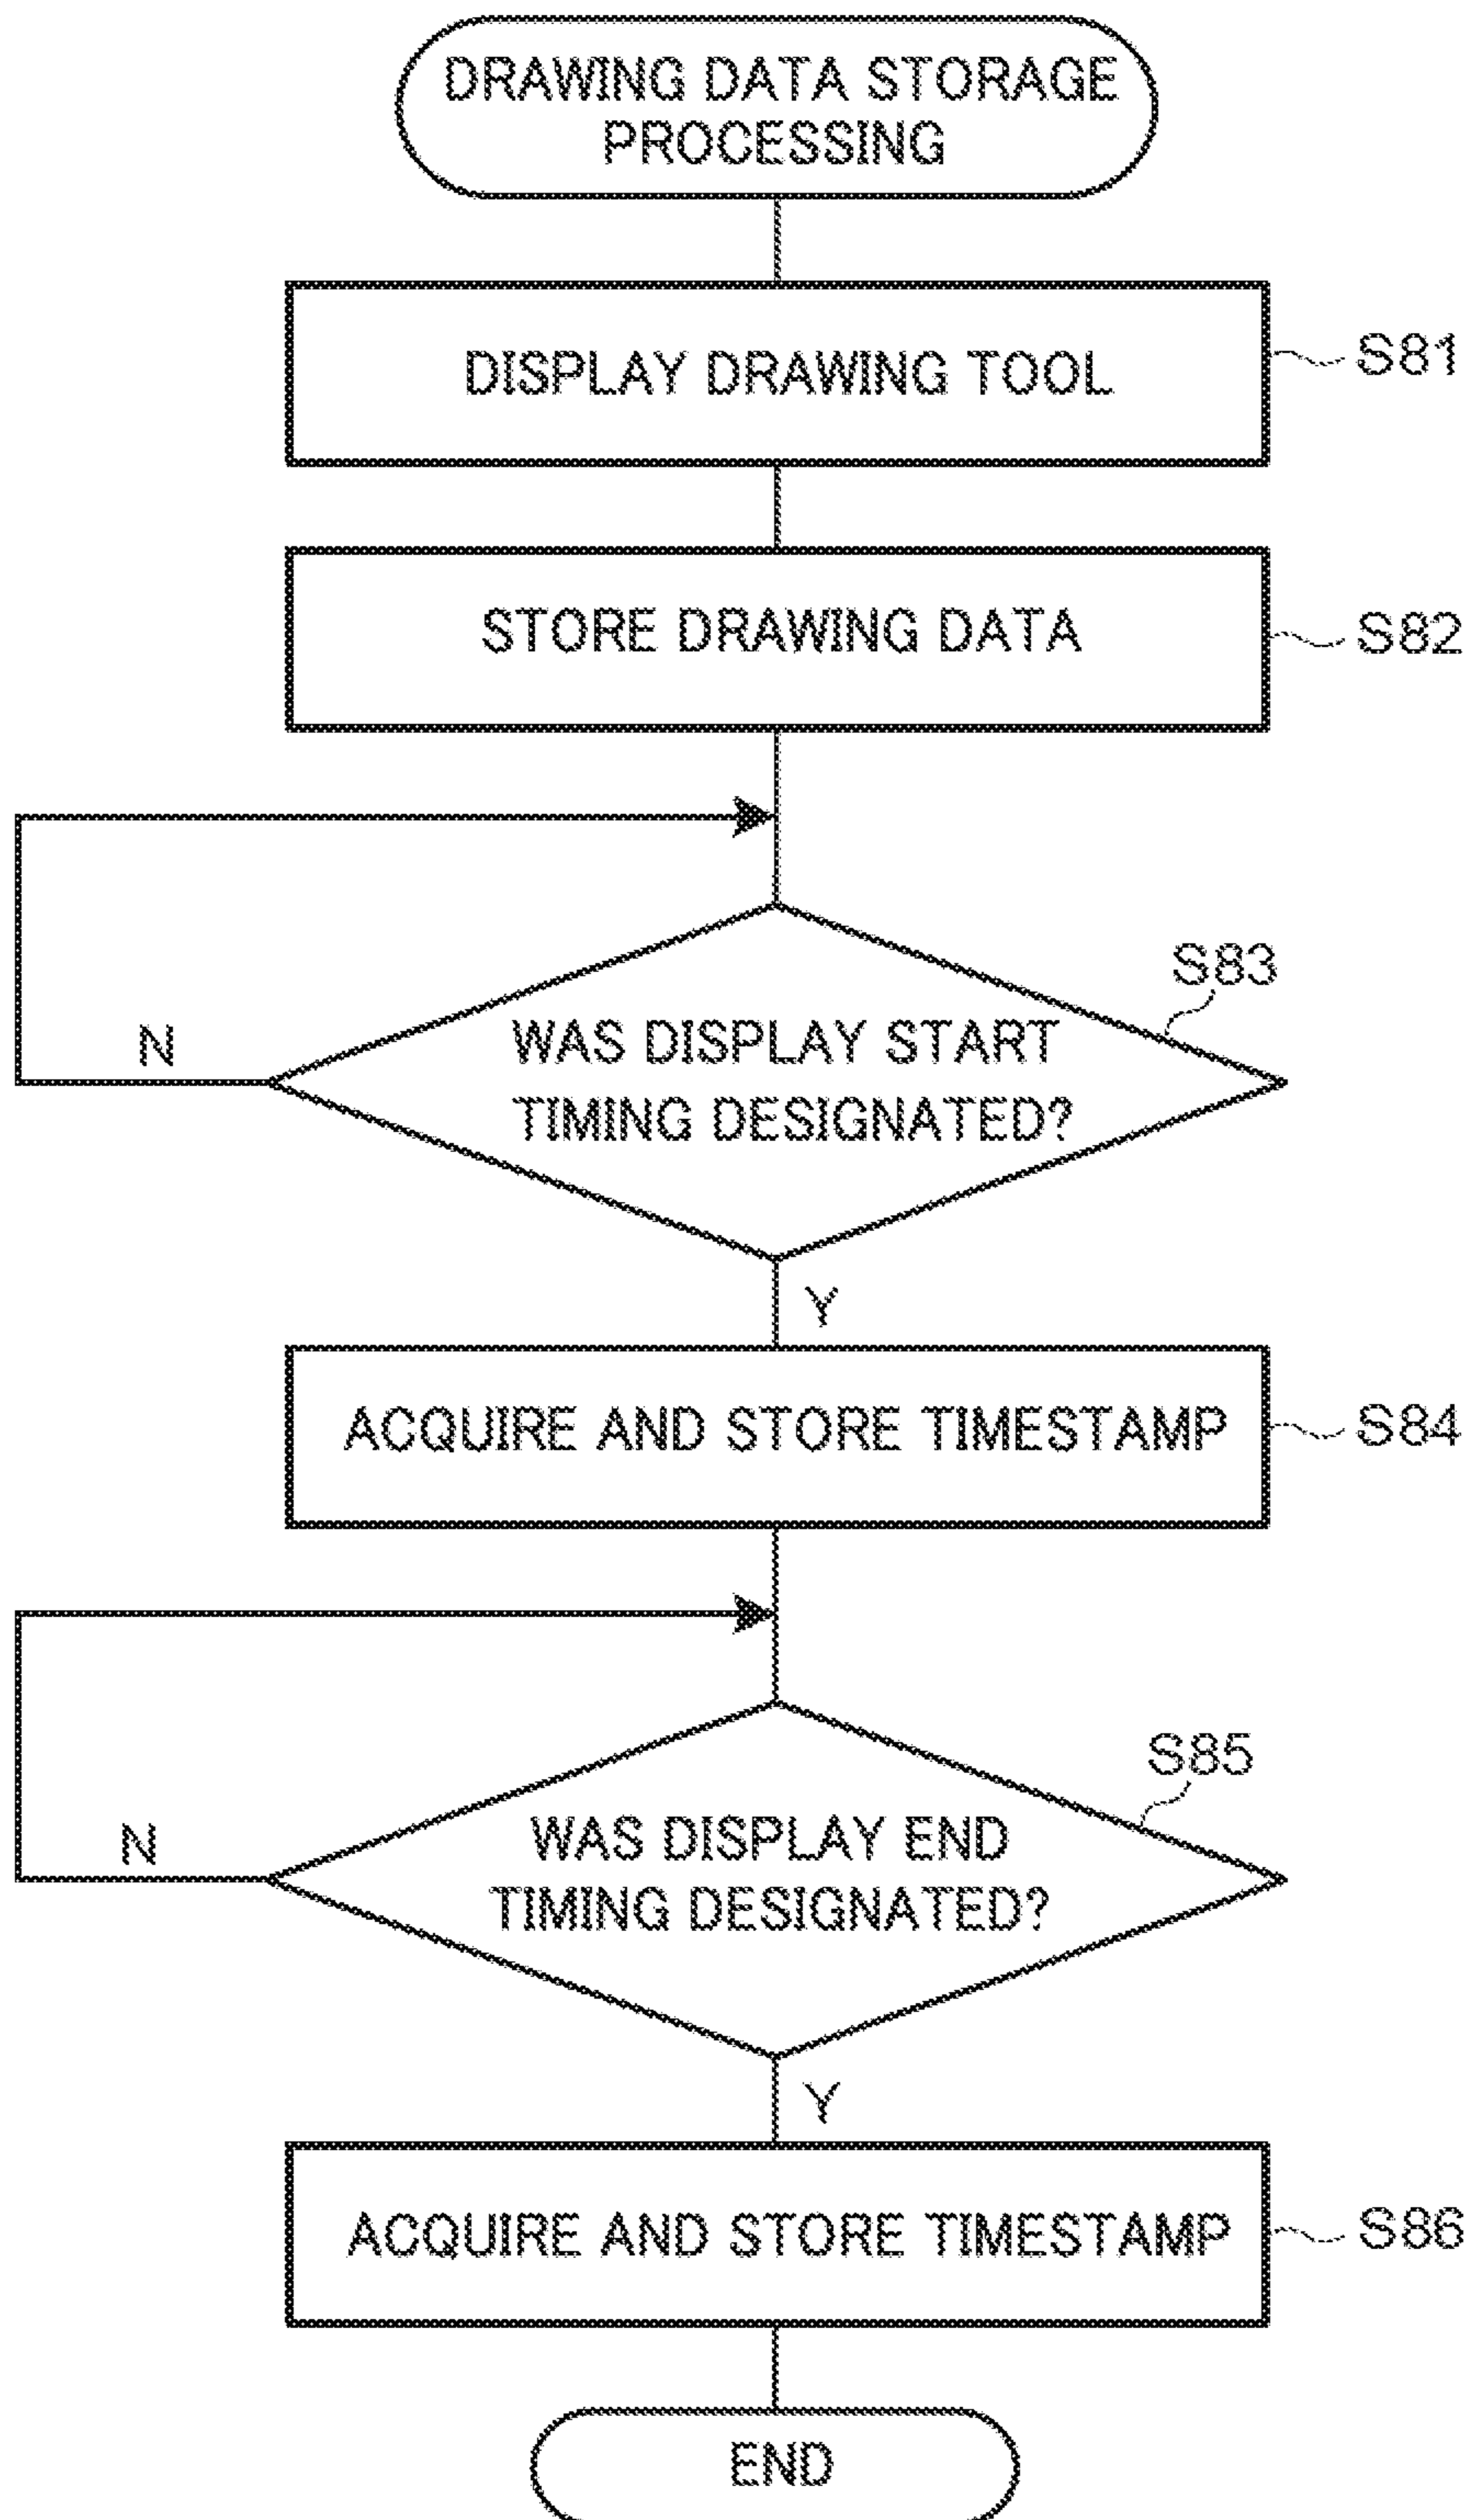 DRAWING DATA STORAGE
PROCESSING
DISPLAY DRAWING TOOL
S81
STORE DRAWING DATA
S82
S83
WAS DISPLAY START
TIMING DESIGNATED?
N
Y
ACQUIRE AND STORE TIMESTAMP
S84
S85
WAS DISPLAY END
TIMING DESIGNATED?
N
Y
ACQUIRE AND STORE TIMESTAMP
S86
END